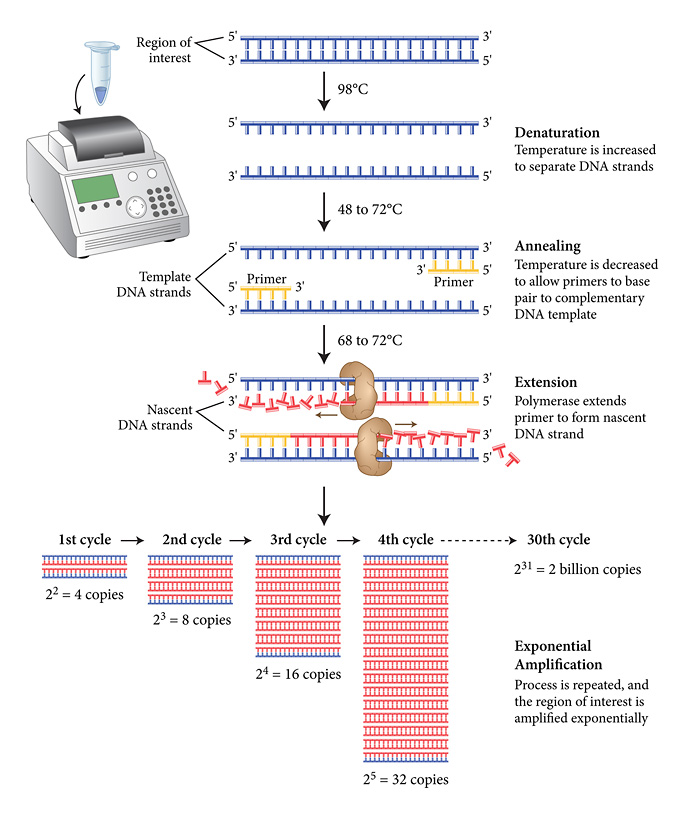 Region of
interest
5'
3'
3'
5'
98°C
5'
3'
3'
5'
Denaturation
Temperature is increased
to separate DNA strands
48 to 72°C
Template
DNA strands
5'
3'
3'
5'
Primer
5'
Primer
3'
3'
5'
Annealing
Temperature is decreased
to allow primers to base
pair to complementary
DNA template
68 to 72°C
Nascent
DNA strands
5'
3'
3'
5'
5'
3'
3'
5'
Extension
Polymerase extends
primer to form nascent
DNA strand
1st cycle
2nd cycle
3rd cycle
4th cycle
30th cycle
2² = 4 copies
2³ = 8 copies
2⁴ = 16 copies
2⁵ = 32 copies
2³¹ = 2 billion copies
Exponential
Amplification
Process is repeated, and
the region of interest is
amplified exponentially